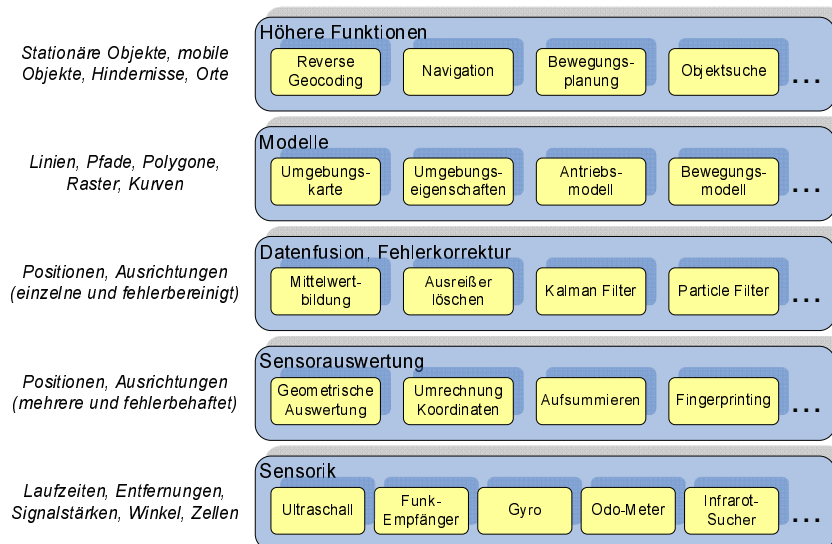 Höhere Funktionen
Stationäre Objekte, mobile
Objekte, Hindernisse, Orte
Reverse
Geocoding
Navigation
Bewegungs-
planung
Objektsuche
...
Modelle
Linien, Pfade, Polygone,
Raster, Kurven
Umgebungs-
karte
Umgebungs-
eigenschaften
Antriebs-
modell
Bewegungs-
modell
...
Datenfusion, Fehlerkorrektur
Positionen, Ausrichtungen
(einzelne und fehlerbereinigt)
Mittelwert-
bildung
Ausreißer
löschen
Kalman Filter
Particle Filter
...
Sensorauswertung
Positionen, Ausrichtungen
(mehrere und fehlerbehaftet)
Geometrische
Auswertung
Umrechnung
Koordinaten
Aufsummieren
Fingerprinting
...
Sensorik
Laufzeiten, Entfernungen,
Signalstärken, Winkel, Zellen
Ultraschall
Funk-
Empfänger
Gyro
Odo-Meter
Infrarot-
Sucher
...